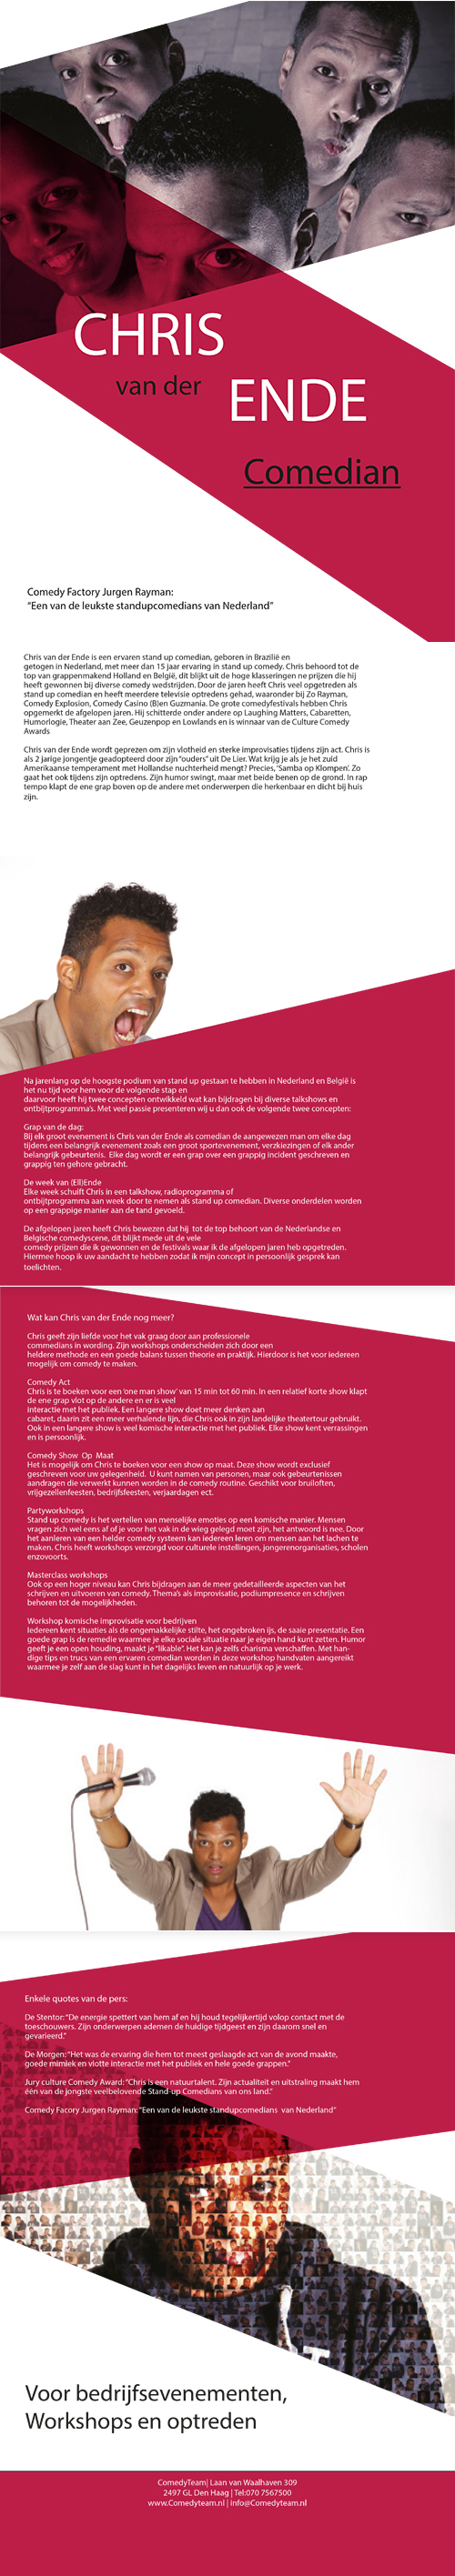 CHRIS
van der
ENDE
Comedian
Comedy Factory Jurgen Rayman:
“Een van de leukste standupcomedians van Nederland”
Chris van der Ende is een ervaren stand up comedian, geboren in Brazilië en
getogen in Nederland, met meer dan 15 jaar ervaring in stand up comedy. Chris behoord tot de
top van grappenmakend Holland en België, dit blijkt uit de hoge klasseringen ne prijzen die hij
heeft gewonnen bij diverse comedy wedstrijden. Door de jaren heeft Chris veel opgetreden als
stand up comedian en heeft meerdere televisie optredens gehad, waaronder bij Zo Rayman,
Comedy Explosion, Comedy Casino (B)en Guzmania. De grote comedyfestivals hebben Chris
opgemerkt de afgelopen jaren. Hij schitterde onder andere op Laughing Matters, Cabaretten,
Humorlogie, Theater aan Zee, Geuzenpop en Lowlands en is winnaar van de Culture Comedy
Awards
Chris van der Ende wordt geprezen om zijn vlotheid en sterke improvisaties tijdens zijn act. Chris is
als 2 jarige jongentje geadopteerd door zijn “ouders” uit De Lier. Wat krijg je als je het zuid
Amerikaanse temperament met Hollandse nuchterheid mengt? Precies, ‘Samba op Klompen’. Zo
gaat het ook tijdens zijn optredens. Zijn humor swingt, maar met beide benen op de grond. In rap
tempo klapt de ene grap boven op de andere met onderwerpen die herkenbaar en dicht bij huis
zijn.
Na jarenlang op de hoogste podium van stand up gestaan te hebben in Nederland en België is
het nu tijd voor hem voor de volgende stap en
daarvoor heeft hij twee concepten ontwikkeld wat kan bijdragen bij diverse talkshows en
ontbijtprogramma’s. Met veel passie presenteren wij u dan ook de volgende twee concepten:
Grap van de dag:
Bij elk groot evenement is Chris van der Ende als comedian de aangewezen man om elke dag
tijdens een belangrijk evenement zoals een groot sportevenement, verzkiezingen of elk ander
belangrijk gebeurtenis. Elke dag wordt er een grap over een grappig incident geschreven en
grappig ten gehore gebracht.
De week van (Ell)Ende
Elke week schuift Chris in een talkshow, radioprogramma of
ontbijtprogramma aan week door te nemen als stand up comedian. Diverse onderdelen worden
op een grappige manier aan de tand gevoeld.
De afgelopen jaren heeft Chris bewezen dat hij tot de top behoort van de Nederlandse en
Belgische comedyscene, dit blijkt mede uit de vele
comedy prijzen die ik gewonnen en de festivals waar ik de afgelopen jaren heb opgetreden.
Hiermee hoop ik uw aandacht te hebben zodat ik mijn concept in persoonlijk gesprek kan
toelichten.
Wat kan Chris van der Ende nog meer?
Chris geeft zijn liefde voor het vak graag door aan professionele
commedians in wording. Zijn workshops onderscheiden zich door een
heldere methode en een goede balans tussen theorie en praktijk. Hierdoor is het voor iedereen
mogelijk om comedy te maken.
Comedy Act
Chris is te boeken voor een ‘one man show’ van 15 min tot 60 min. In een relatief korte show klapt
de ene grap vlot op de andere en er is veel
interactie met het publiek. Een langere show doet meer denken aan
cabaret, daarin zit een meer verhalende lijn, die Chris ook in zijn landelijke theatertour gebruikt.
Ook in een langere show is veel komische interactie met het publiek. Elke show kent verrassingen
en is persoonlijk.
Comedy Show Op Maat
Het is mogelijk om Chris te boeken voor een show op maat. Deze show wordt exclusief
geschreven voor uw gelegenheid. U kunt namen van personen, maar ook gebeurtenissen
aandragen die verwerkt kunnen worden in de comedy routine. Geschikt voor bruiloften,
vrijgezellenfeesten, bedrijfsfeesten, verjaardagen ect.
Partyworkshops
Stand up comedy is het vertellen van menselijke emoties op een komische manier. Mensen
vragen zich wel eens af of je voor het vak in de wieg gelegd moet zijn, het antwoord is nee. Door
het aanleren van een helder comedy systeem kan iedereen leren om mensen aan het lachen te
maken. Chris heeft workshops verzorgd voor culturele instellingen, jongerenorganisaties, scholen
enzovoorts.
Masterclass workshops
Ook op een hoger niveau kan Chris bijdragen aan de meer gedetailleerde aspecten van het
schrijven en uitvoeren van comedy. Thema’s als improvisatie, podiumpresence en schrijven
behoren tot de mogelijkheden.
Workshop komische improvisatie voor bedrijven
Iedereen kent situaties als de ongemakkelijke stilte, het ongebroken ijs, de saaie presentatie. Een
goede grap is de remedie waarmee je elke sociale situatie naar je eigen hand kunt zetten. Humor
geeft je een open houding, maakt je “likable”. Het kan je zelfs charisma verschaffen. Met han-
dige tips en trucs van een ervaren comedian worden in deze workshop handvaten aangereikt
waarmee je zelf aan de slag kunt in het dagelijks leven en natuurlijk op je werk.
Enkele quotes van de pers:
De Stentor: “De energie spettert van hem af en hij houd tegelijkertijd volop contact met de
toeschouwers. Zijn onderwerpen ademen de huidige tijdgeest en zijn daarom snel en
gevarieerd.”
De Morgen: “Het was de ervaring die hem tot meest geslaagde act van de avond maakte,
goede mimiek en vlotte interactie met het publiek en hele goede grappen.”
Jury culture Comedy Award: “Chris is een natuurtalent. Zijn actualiteit en uitstraling maakt hem
één van de jongste veelbelovende Stand up Comedians van ons land.”
Comedy Facory Jurgen Rayman: “Een van de leukste standupcomedians van Nederland”
Voor bedrijfsevenementen,
Workshops en optreden
ComedyTeam| Laan van Waalhaven 309
2497 GL Den Haag | Tel:070 7567500
www.Comedyteam.nl | info@Comedyteam.nl